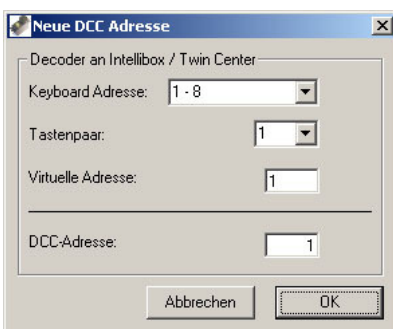 Neue DCC Adresse
Decoder an Intellibox / Twin Center
Keyboard Adresse: 1 - 8
Tastenpaar: 1
Virtuelle Adresse: 1
DCC-Adresse: 1
Abbrechen OK